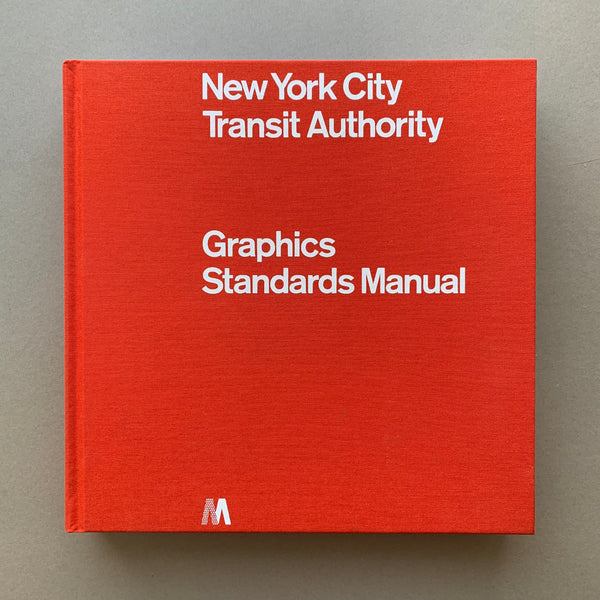 New York City
Transit Authority
Graphics
Standards Manual
M